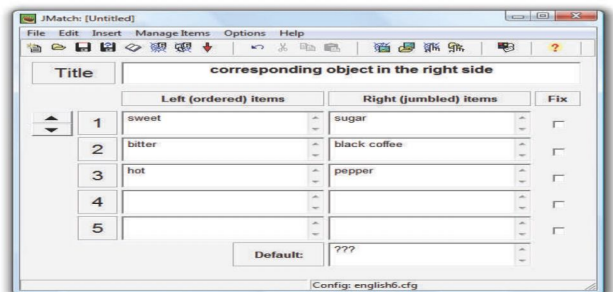 JMatch: [Untitled]
File Edit Insert Manage Items Options Help
Title corresponding object in the right side
Left (ordered) items Right (jumbled) items Fix
1 sweet sugar
2 bitter black coffee
3 hot pepper
4
5
Default: ???
Config: english6.cfg